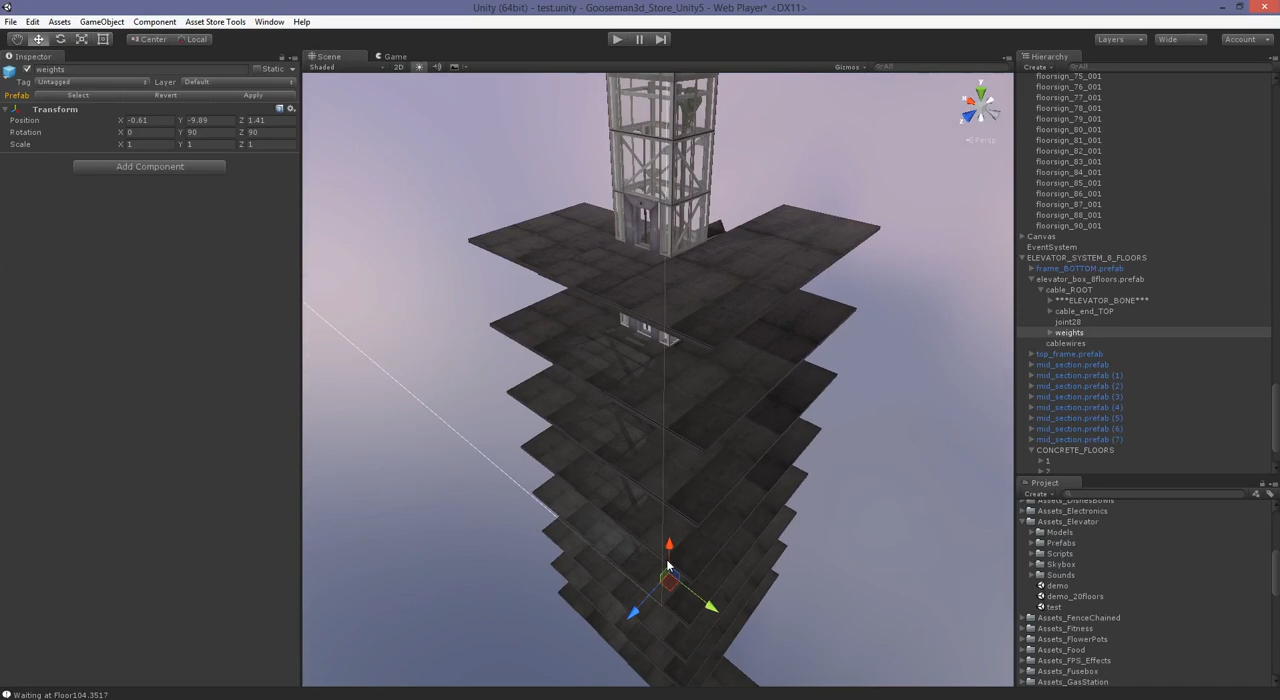 Unity (64bit) - test.unity - Gooseman3d_Store_Unity5 - Web Player* <DX11>
File Edit Assets GameObject Component Asset Store Tools Window Help
Center Local
Layers Wide Account
Inspector
weights Static
Tag Untagged Layer Default
Prefab Select Revert Apply
Transform
Position X -0.61 Y -9.89 Z 1.41
Rotation X 0 Y 90 Z 90
Scale X 1 Y 1 Z 1
Add Component
Scene Game
Shaded 2D Gizmos All
y
z
Persp
Hierarchy
Create All
floorsign_75_001
floorsign_76_001
floorsign_77_001
floorsign_78_001
floorsign_79_001
floorsign_80_001
floorsign_81_001
floorsign_82_001
floorsign_83_001
floorsign_84_001
floorsign_85_001
floorsign_86_001
floorsign_87_001
floorsign_88_001
floorsign_90_001
Canvas
EventSystem
ELEVATOR_SYSTEM_8_FLOORS
frame_BOTTOM.prefab
elevator_box_8floors.prefab
cable_ROOT
***ELEVATOR_BONE***
cable_end_TOP
joint28
weights
cablewires
top_frame.prefab
mid_section.prefab
mid_section.prefab (1)
mid_section.prefab (2)
mid_section.prefab (3)
mid_section.prefab (4)
mid_section.prefab (5)
mid_section.prefab (6)
mid_section.prefab (7)
CONCRETE_FLOORS
1
2
Project
Create
Assets_DishesBowls
Assets_Electronics
Assets_Elevator
Models
Prefabs
Scripts
Skybox
Sounds
demo
demo_20floors
test
Assets_FenceChained
Assets_Fitness
Assets_FlowerPots
Assets_Food
Assets_FPS_Effects
Assets_Fusebox
Assets_GasStation
Waiting at Floor104.3517